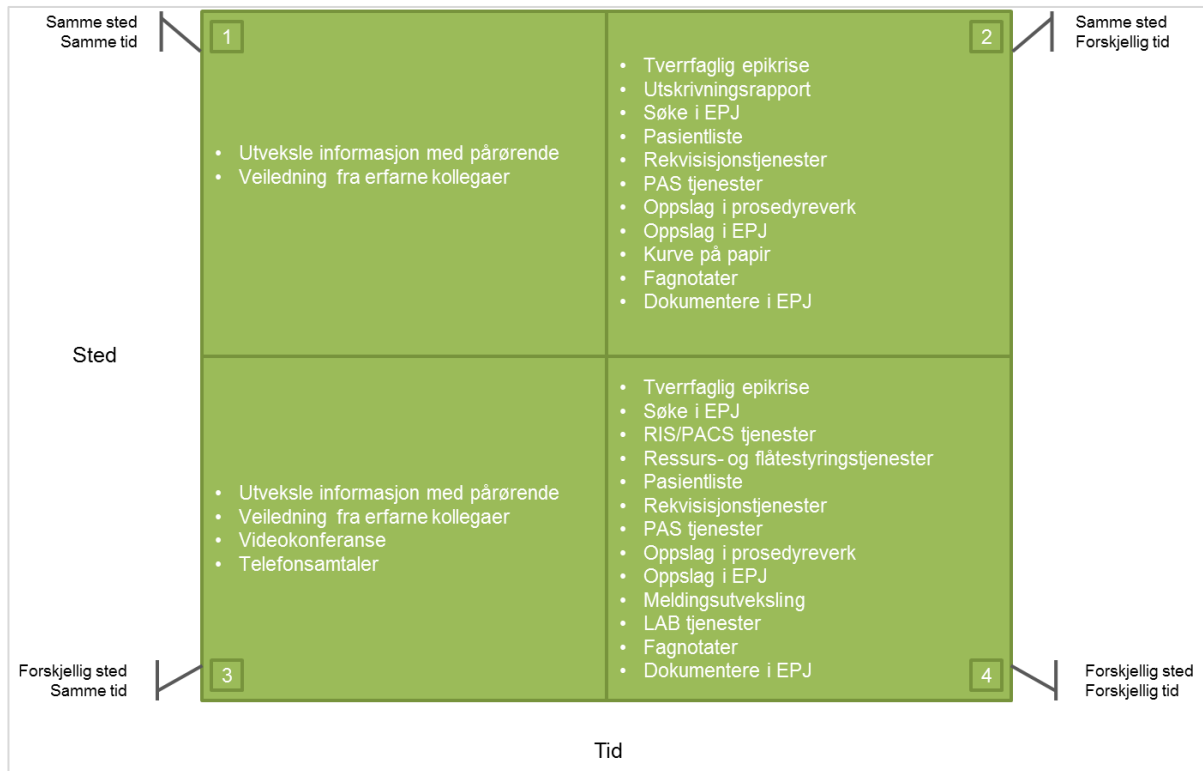 Samme sted
Samme tid
1
• Utveksle informasjon med pårørende
• Veiledning fra erfarne kollegaer
2
Samme sted
Forskjellig tid
• Tverrfaglig epikrise
• Utskrivningsrapport
• Søke i EPJ
• Pasientliste
• Rekvisisjonstjenester
• PAS tjenester
• Oppslag i prosedyreverk
• Oppslag i EPJ
• Kurve på papir
• Fagnotater
• Dokumentere i EPJ
Sted
• Utveksle informasjon med pårørende
• Veiledning fra erfarne kollegaer
• Videokonferanse
• Telefonsamtaler
Forskjellig sted
Samme tid
3
• Tverrfaglig epikrise
• Søke i EPJ
• RIS/PACS tjenester
• Ressurs- og flåtestyringstjenester
• Pasientliste
• Rekvisisjonstjenester
• PAS tjenester
• Oppslag i prosedyreverk
• Oppslag i EPJ
• Meldingsutveksling
• LAB tjenester
• Fagnotater
• Dokumentere i EPJ
4
Forskjellig sted
Forskjellig tid
Tid